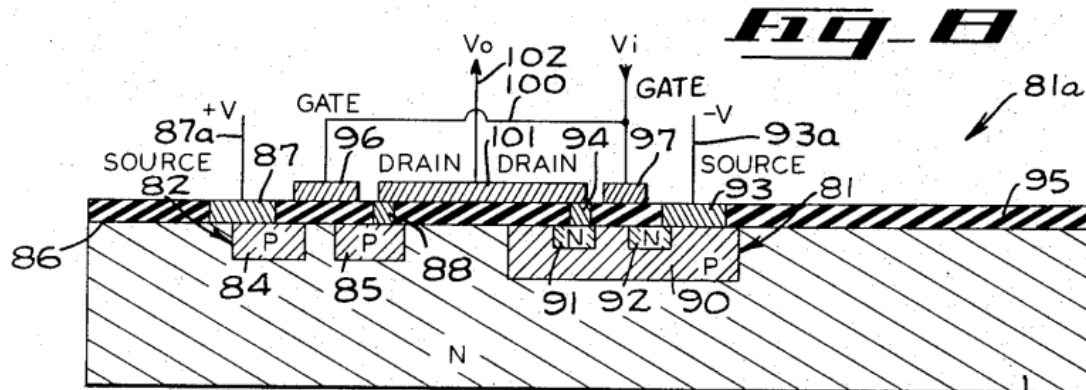 Fig_8
Vo
102
Vi
100
GATE
81a
+V
GATE
-V
87a
96
101
94
97
93a
SOURCE
87
DRAIN
DRAIN
SOURCE
82
93
81
95
86
P
P
N
N
P
84
85
88
91
92
90
N